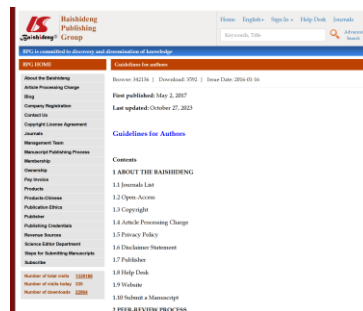 Baishideng
Publishing
Baishideng® Group
Home English Sign In Help Desk Journals
Keywords, Title
Advanced
Search
BPG is committed to discovery and dissemination of knowledge
BPG HOME
Guidelines for authors
About the Baishideng
Article Processing Charge
Blog
Company Registration
Contact Us
Copyright License Agreement
Journals
Management Team
Manuscript Publishing Process
Membership
Ownership
Pay Invoice
Products
Products-Chinese
Publication Ethics
Publisher
Publishing Credentials
Revenue Sources
Science Editor Department
Steps for Submitting Manuscripts
Subscribe
Number of total visits
Number of visits today
Number of downloads
Browse: 342136 | Download: 3592 | Issue Date: 2016-01-16
First published: May 2, 2017
Last updated: October 27, 2023
Guidelines for Authors
Contents
1 ABOUT THE BAISHIDENG
1.1 Journals List
1.2 Open-Access
1.3 Copyright
1.4 Article Processing Charge
1.5 Privacy Policy
1.6 Disclaimer Statement
1.7 Publisher
1.8 Help Desk
1.9 Website
1.10 Submit a Manuscript
2 PEER-REVIEW PROCESS